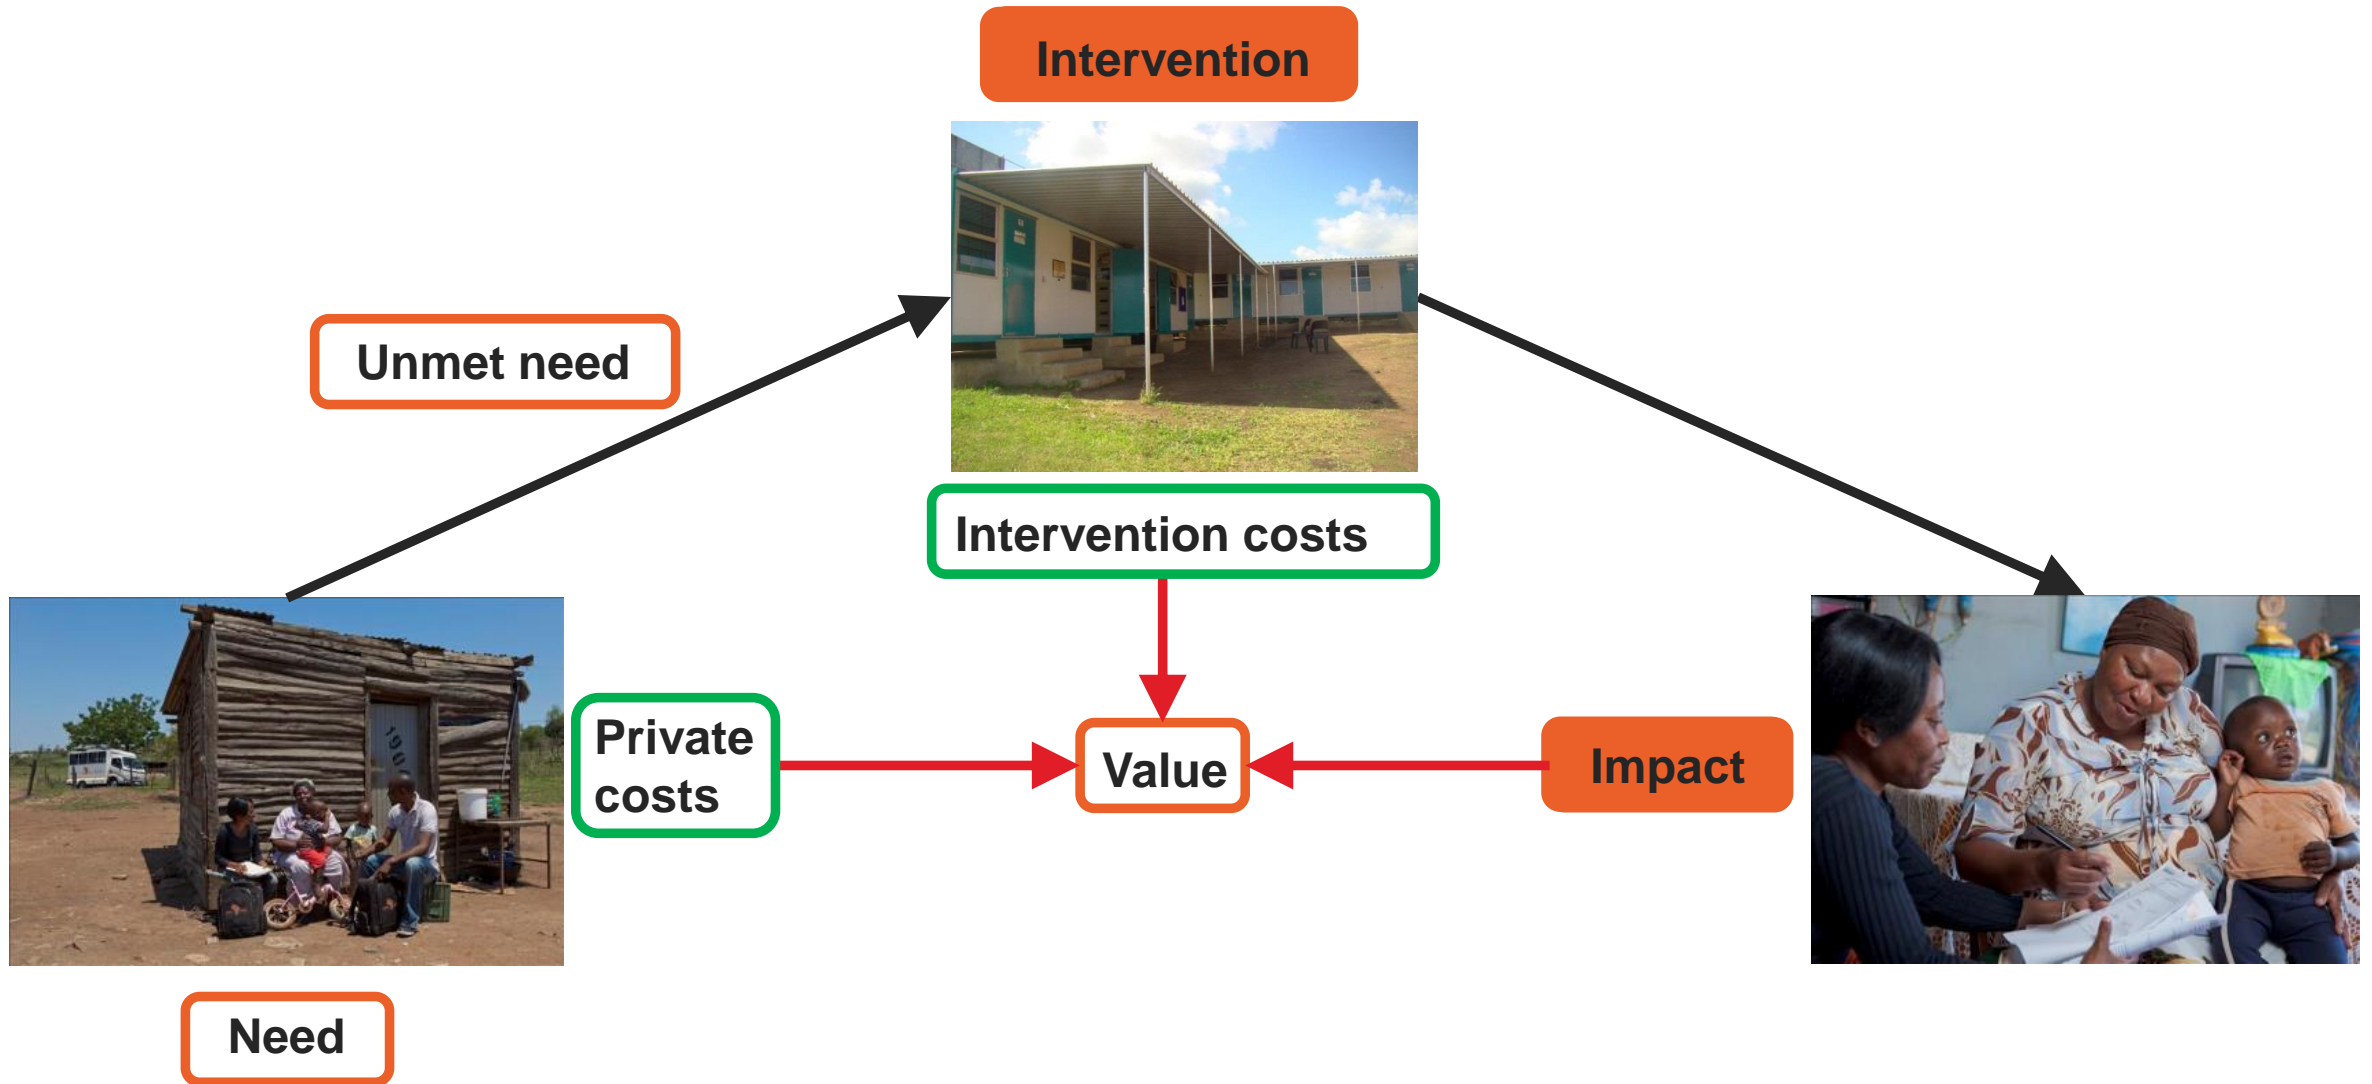 Intervention
Unmet need
Intervention costs
Private
costs
Value
Impact
Need